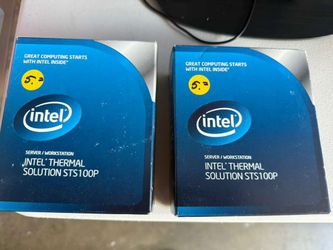 GREAT COMPUTING STARTS
WITH INTEL INSIDE®
5.=
intel
SERVER / WORKSTATION
INTEL® THERMAL
SOLUTION STS100P
GREAT COMPUTING STARTS
WITH INTEL INSIDE®
5.=
intel
SERVER / WORKSTATION
INTEL® THERMAL
SOLUTION STS100P